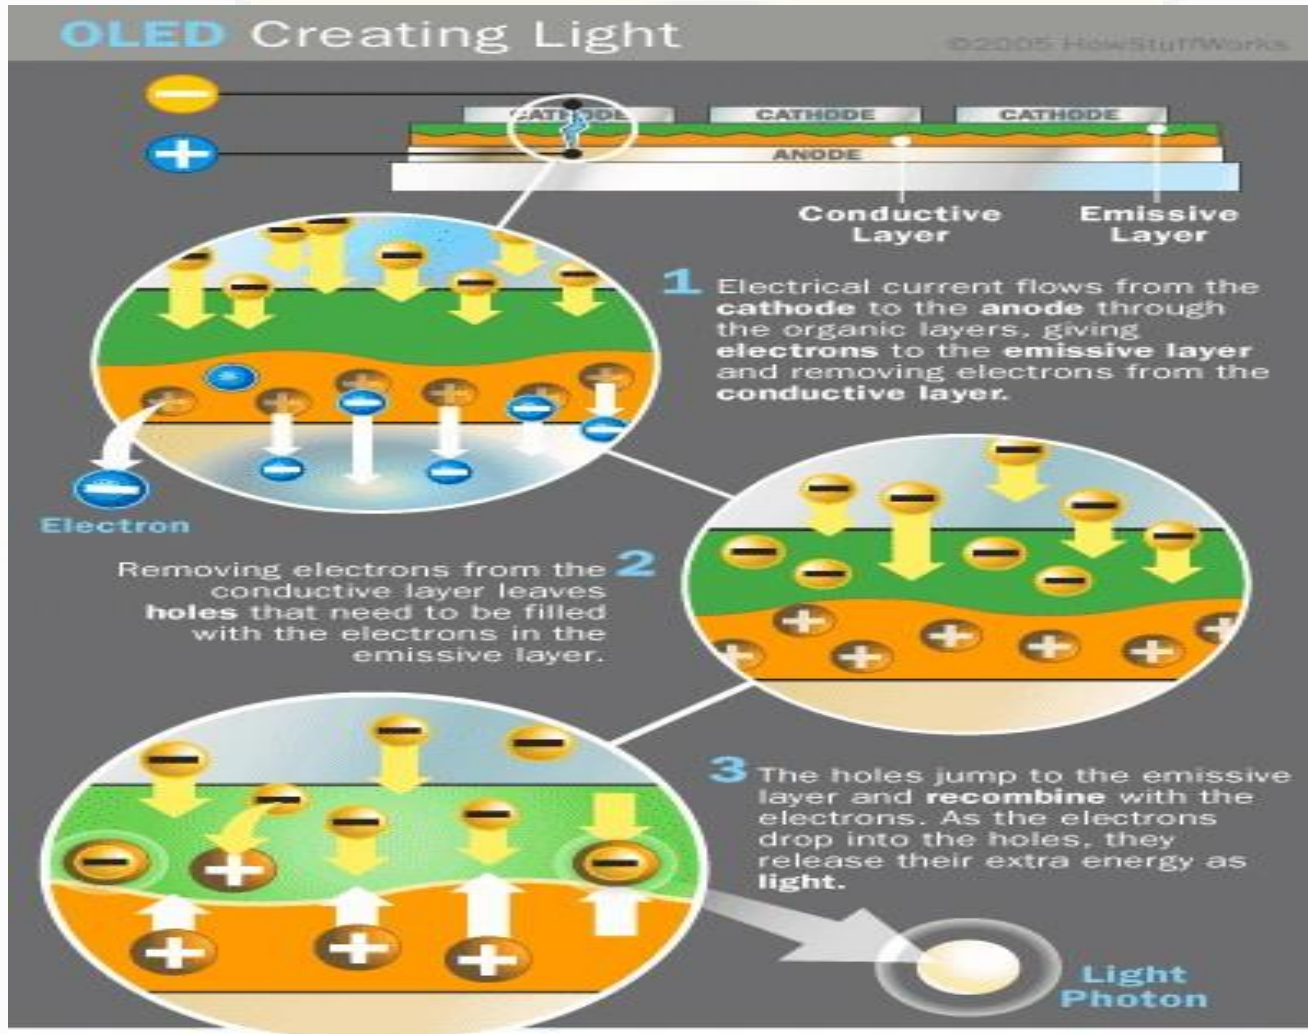 OLED Creating Light
©2005 HowStuffWorks
CATHODE CATHODE CATHODE
ANODE
Conductive
Layer
Emissive
Layer
1 Electrical current flows from the
cathode to the anode through
the organic layers, giving
electrons to the emissive layer
and removing electrons from the
conductive layer.
Electron
2 Removing electrons from the
conductive layer leaves
holes that need to be filled
with the electrons in the
emissive layer.
3 The holes jump to the emissive
layer and recombine with the
electrons. As the electrons
drop into the holes, they
release their extra energy as
light.
Light
Photon